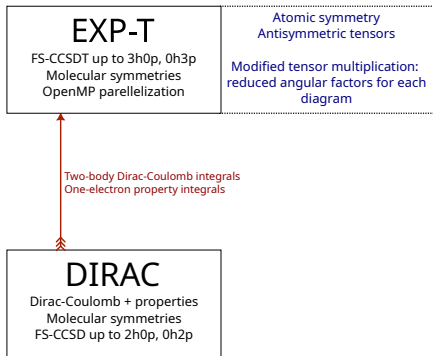 EXP-T
FS-CCSDT up to 3h0p, 0h3p
Molecular symmetries
OpenMP parellelization
Atomic symmetry
Antisymmetric tensors
Modified tensor multiplication:
reduced angular factors for each
diagram
Two-body Dirac-Coulomb integrals
One-electron property integrals
DIRAC
Dirac-Coulomb + properties
Molecular symmetries
FS-CCSD up to 2h0p, 0h2p